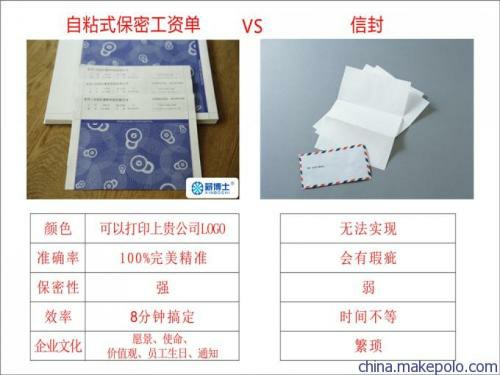 自粘式保密工资单 VS 信封
薪博士®
XINBOSHI
颜色 可以打印上贵公司LOGO 无法实现
准确率 100%完美精准 会有瑕疵
保密性 强 弱
效率 8分钟搞定 时间不等
企业文化 愿景、使命、价值观、员工生日、通知 繁琐
china.makepolo.com